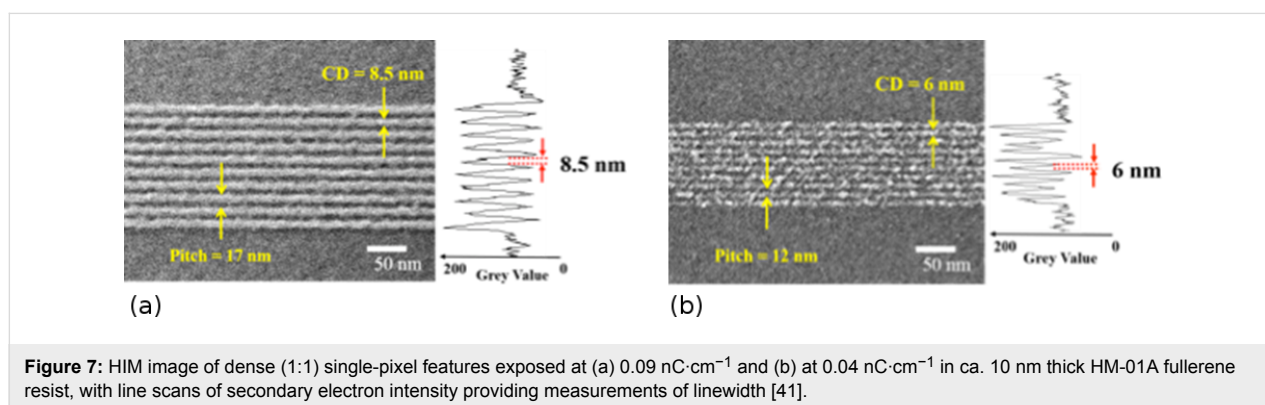 CD = 8.5 nm
8.5 nm
Pitch = 17 nm
50 nm
200
0
Grey Value
(a)
CD = 6 nm
6 nm
Pitch = 12 nm
50 nm
200
0
Grey Value
(b)
Figure 7: HIM image of dense (1:1) single-pixel features exposed at (a) 0.09 nC·cm⁻¹ and (b) at 0.04 nC·cm⁻¹ in ca. 10 nm thick HM-01A fullerene
resist, with line scans of secondary electron intensity providing measurements of linewidth [41].